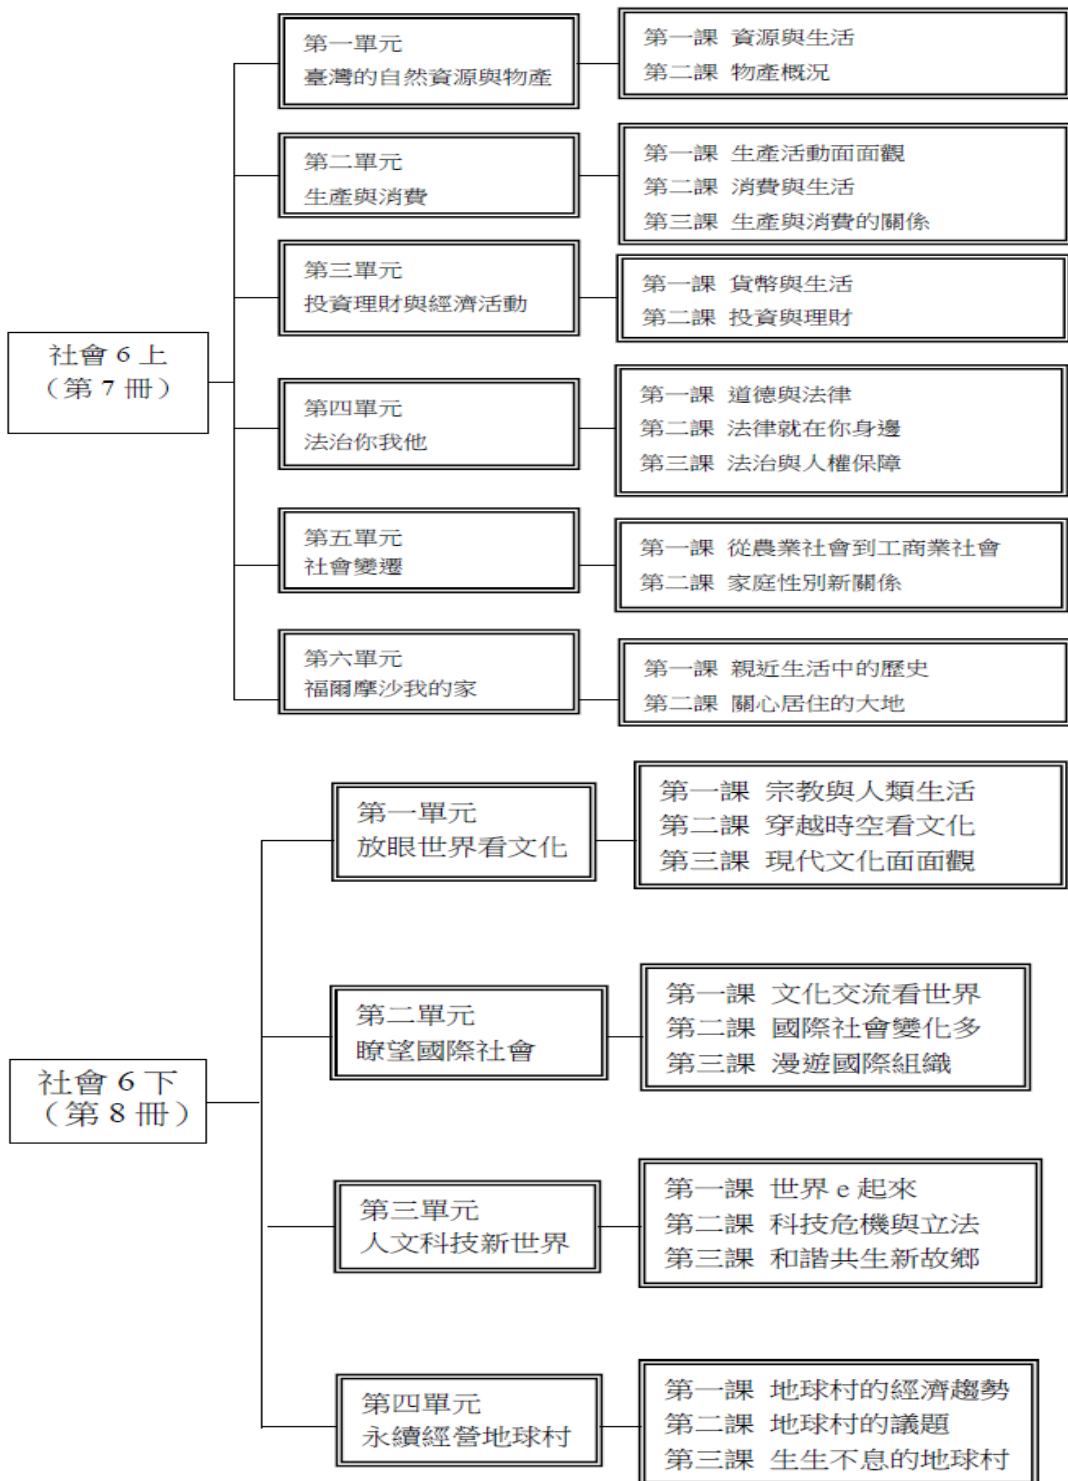 社會 6 上
（第 7 冊）
第一單元
臺灣的自然資源與物產
第一課 資源與生活
第二課 物產概況
第二單元
生產與消費
第一課 生產活動面面觀
第二課 消費與生活
第三課 生產與消費的關係
第三單元
投資理財與經濟活動
第一課 貨幣與生活
第二課 投資與理財
第四單元
法治你我他
第一課 道德與法律
第二課 法律就在你身邊
第三課 法治與人權保障
第五單元
社會變遷
第一課 從農業社會到工商業社會
第二課 家庭性別新關係
第六單元
福爾摩沙我的家
第一課 親近生活中的歷史
第二課 關心居住的大地
社會 6 下
（第 8 冊）
第一單元
放眼世界看文化
第一課 宗教與人類生活
第二課 穿越時空看文化
第三課 現代文化面面觀
第二單元
瞭望國際社會
第一課 文化交流看世界
第二課 國際社會變化多
第三課 漫遊國際組織
第三單元
人文科技新世界
第一課 世界 e 起來
第二課 科技危機與立法
第三課 和諧共生新故鄉
第四單元
永續經營地球村
第一課 地球村的經濟趨勢
第二課 地球村的議題
第三課 生生不息的地球村